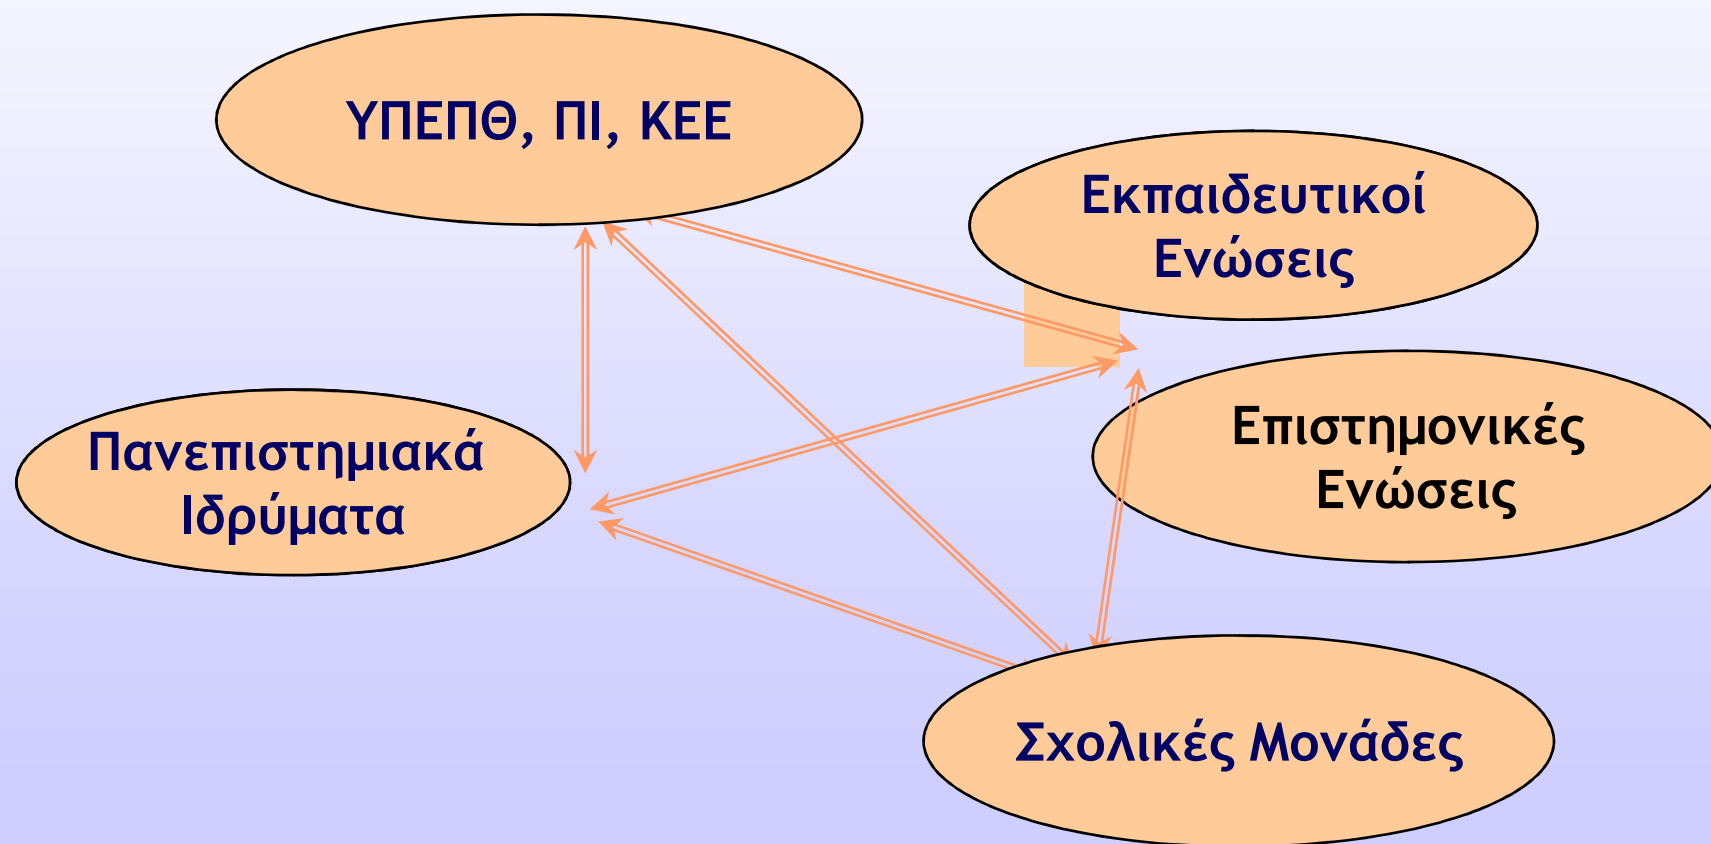 ΥΠΕΠΘ, ΠΙ, ΚΕΕ
Εκπαιδευτικοί
Ενώσεις
Πανεπιστημιακά
Ιδρύματα
Επιστημονικές
Ενώσεις
Σχολικές Μονάδες